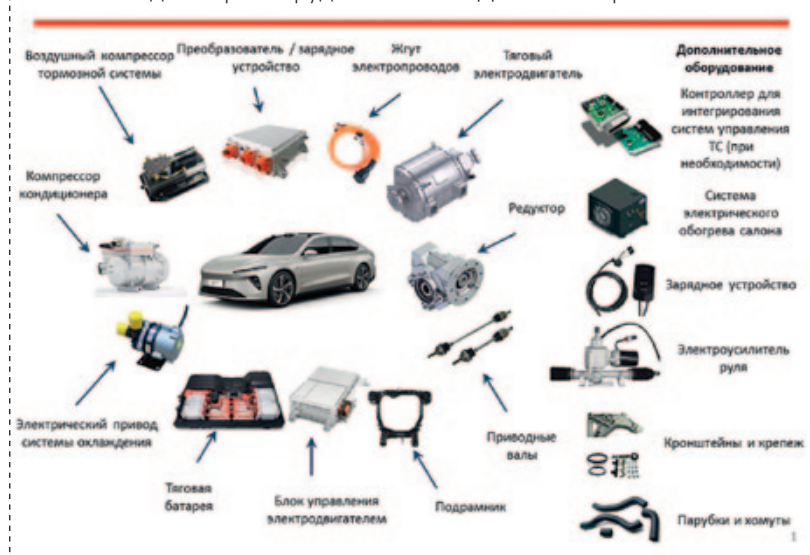 Воздушный компрессор
тормозной системы
Преобразователь / зарядное
устройство
Жгут
электропроводов
Тяговый
электродвигатель
Дополнительное
оборудование
Контроллер для
интегрирования
систем управления
ТС (при
необходимости)
Компрессор
кондиционера
Редуктор
Система
электрического
обогрева салона
Зарядное устройство
Электроусилитель
руля
Электрический привод
системы охлаждения
Тяговая
батарея
Блок управления
электродвигателем
Подрамник
Приводные
валы
Кронштейны и крепеж
Парубки и хомуты
1